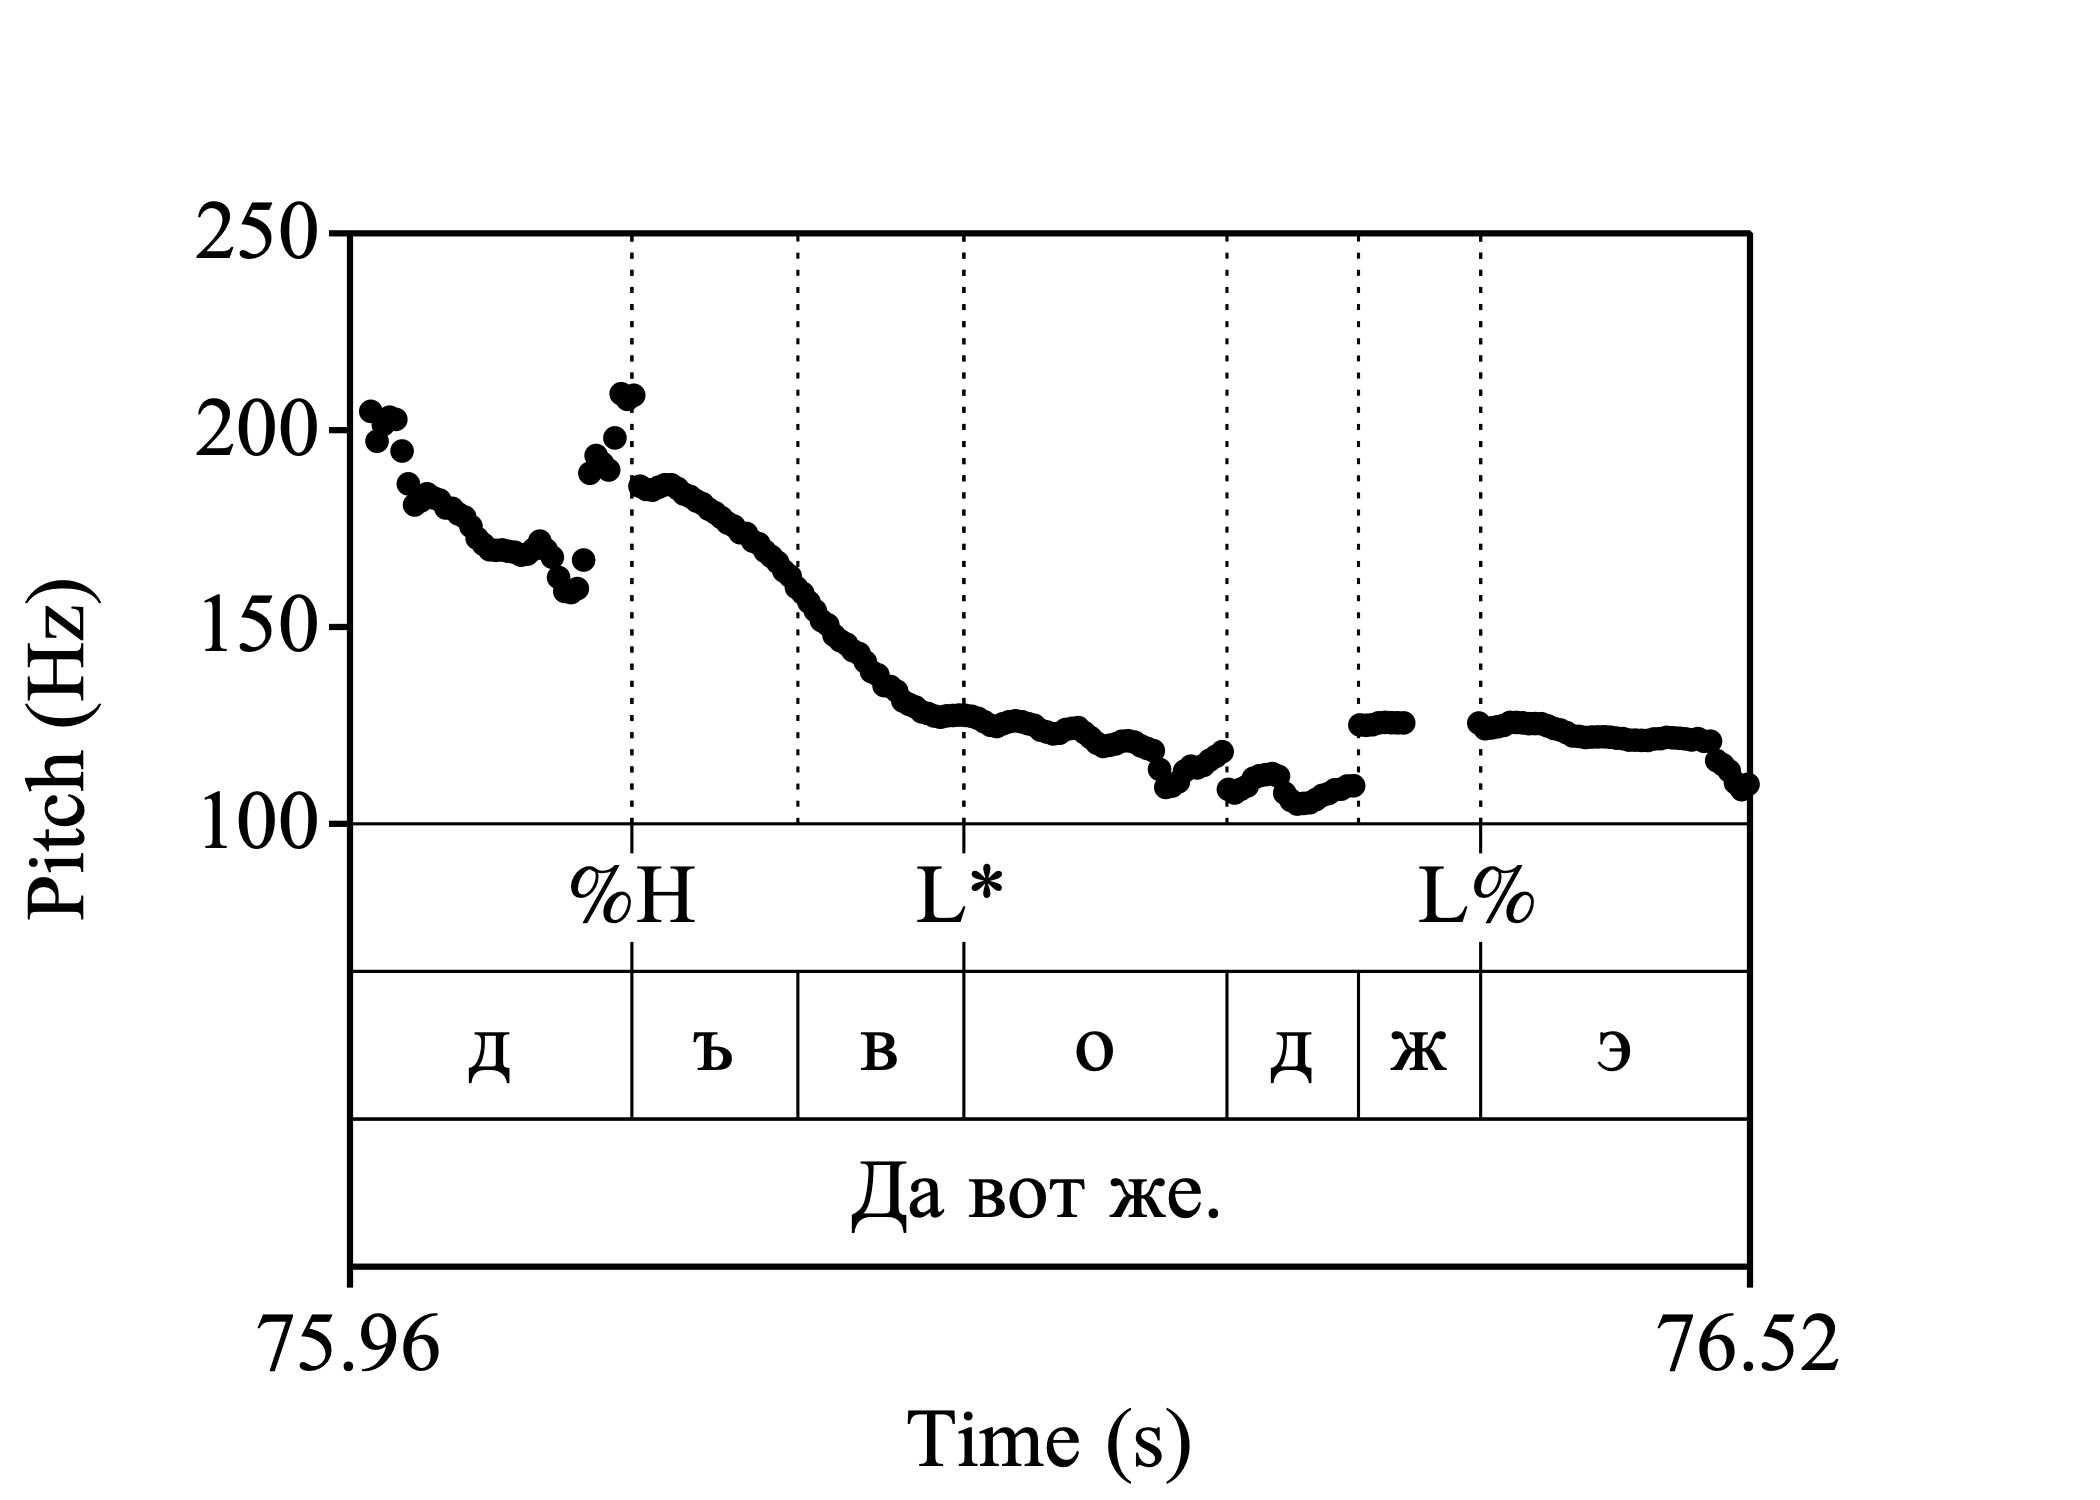 250
200
150
100
Pitch (Hz)
%H L* L%
д ъ в о д ж э
Да вот же.
75.96 76.52
Time (s)